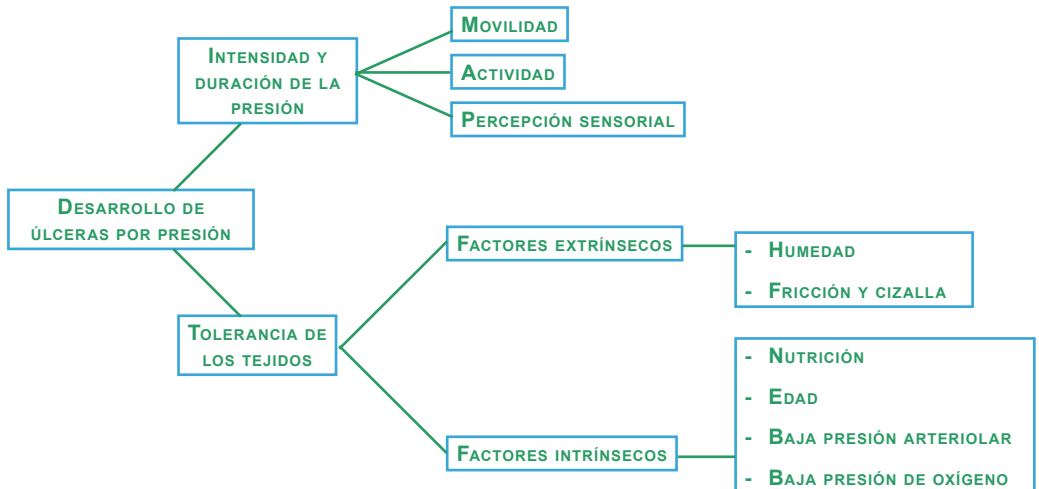 Movilidad
Intensidad y
duración de la
presión
Actividad
Percepción sensorial
Desarrollo de
úlceras por presión
Factores extrínsecos
- Humedad
- Fricción y cizalla
Tolerancia de
los tejidos
Factores intrínsecos
- Nutrición
- Edad
- Baja presión arteriolar
- Baja presión de oxígeno